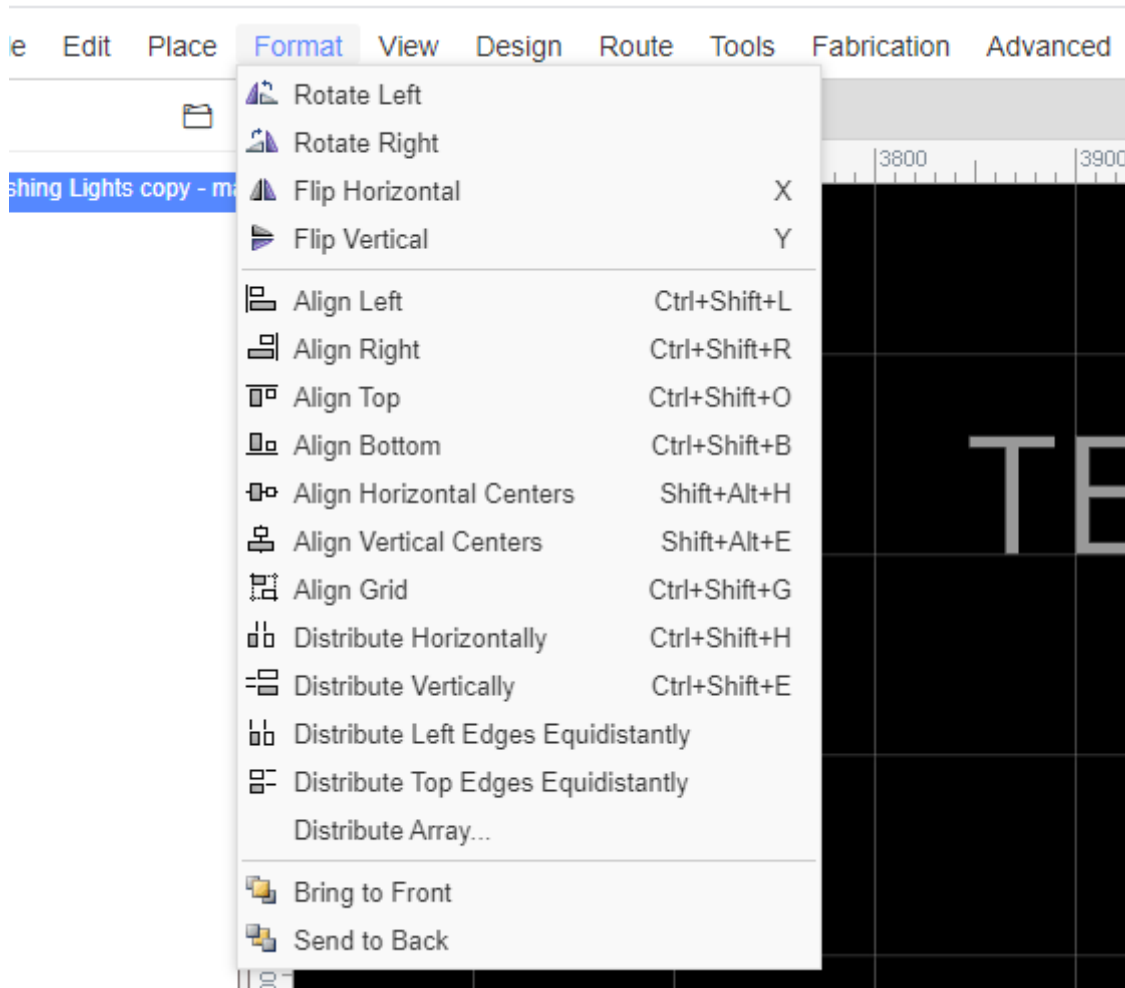 le Edit Place Format View Design Route Tools Fabrication Advanced
Rotate Left
Rotate Right
3800 3900
shing Lights copy - ma
Flip Horizontal X
Flip Vertical Y
Align Left Ctrl+Shift+L
Align Right Ctrl+Shift+R
Align Top Ctrl+Shift+O
Align Bottom Ctrl+Shift+B
TE
Align Horizontal Centers Shift+Alt+H
Align Vertical Centers Shift+Alt+E
Align Grid Ctrl+Shift+G
Distribute Horizontally Ctrl+Shift+H
Distribute Vertically Ctrl+Shift+E
Distribute Left Edges Equidistantly
Distribute Top Edges Equidistantly
Distribute Array...
Bring to Front
Send to Back